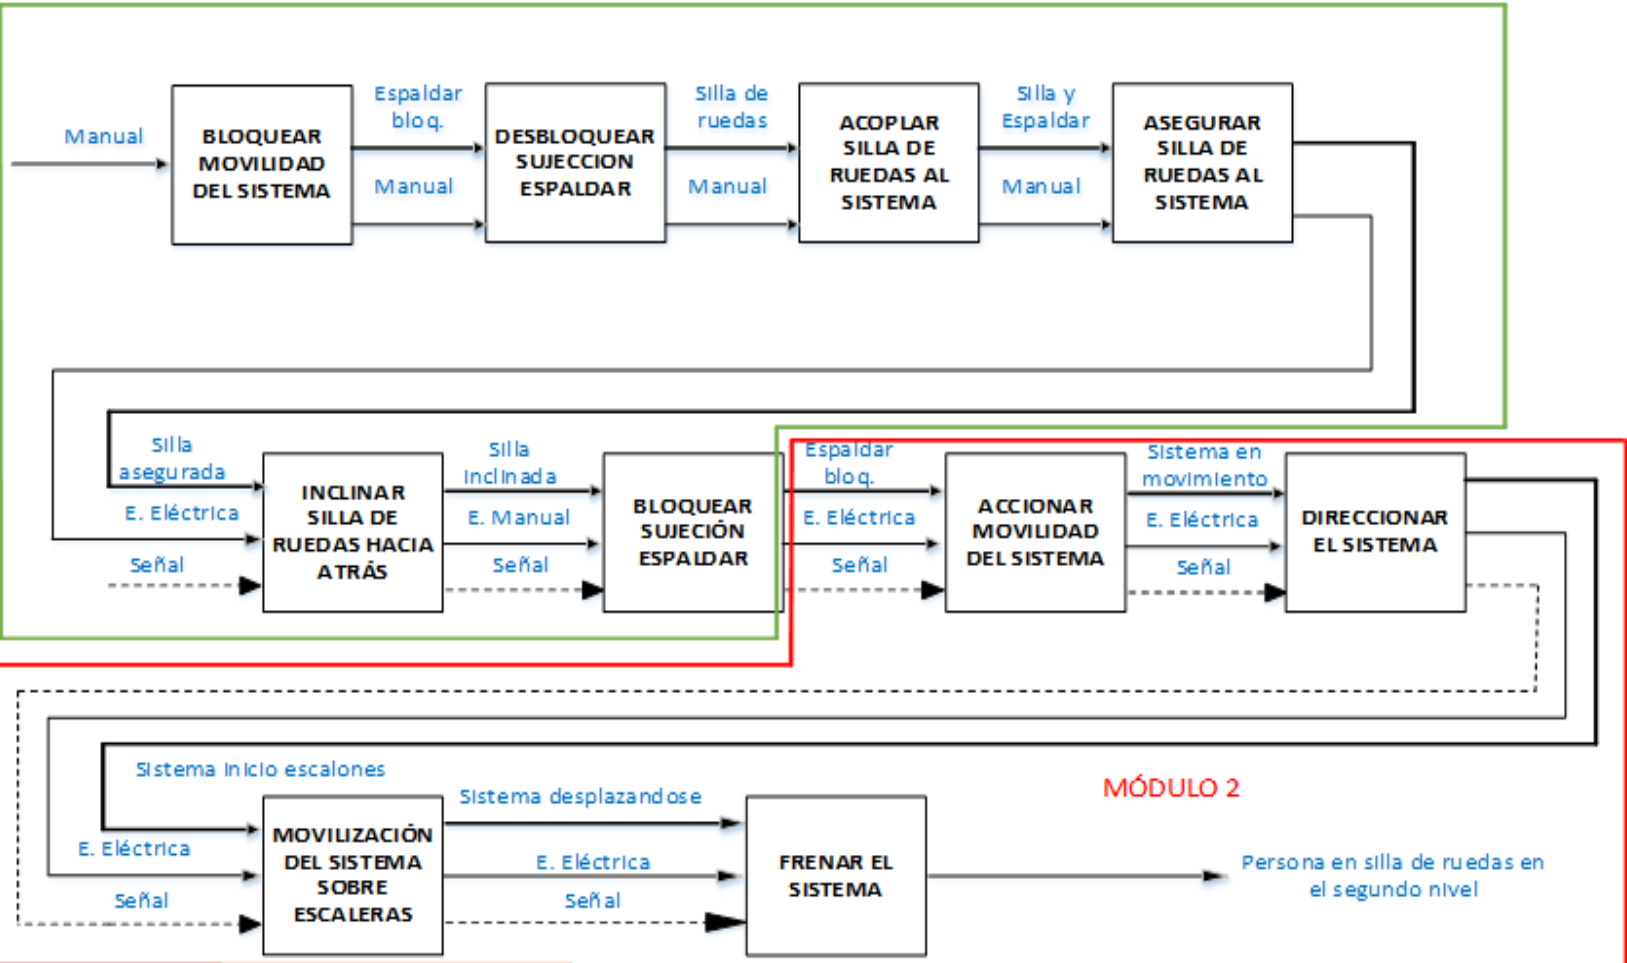 Manual
BLOQUEAR
MOVILIDAD
DEL SISTEMA
Espaldar
bloq.
Manual
DESBLOQUEAR
SUJECCION
ESPALDAR
Silla de
ruedas
Manual
ACOPLAR
SILLA DE
RUEDAS AL
SISTEMA
Silla y
Espaldar
Manual
ASEGURAR
SILLA DE
RUEDAS AL
SISTEMA
Silla
asegurada
E. Eléctrica
Señal
INCLINAR
SILLA DE
RUEDAS HACIA
ATRÁS
Silla
Inclinada
E. Manual
Señal
BLOQUEAR
SUJECIÓN
ESPALDAR
Espaldar
bloq.
E. Eléctrica
Señal
ACCIONAR
MOVILIDAD
DEL SISTEMA
Sistema en
movimiento
E. Eléctrica
Señal
DIRECCIONAR
EL SISTEMA
Sistema Inicio escalones
E. Eléctrica
Señal
MOVILIZACIÓN
DEL SISTEMA
SOBRE
ESCALERAS
Sistema desplazandose
E. Eléctrica
Señal
FRENAR EL
SISTEMA
MÓDULO 2
Persona en silla de ruedas en
el segundo nivel